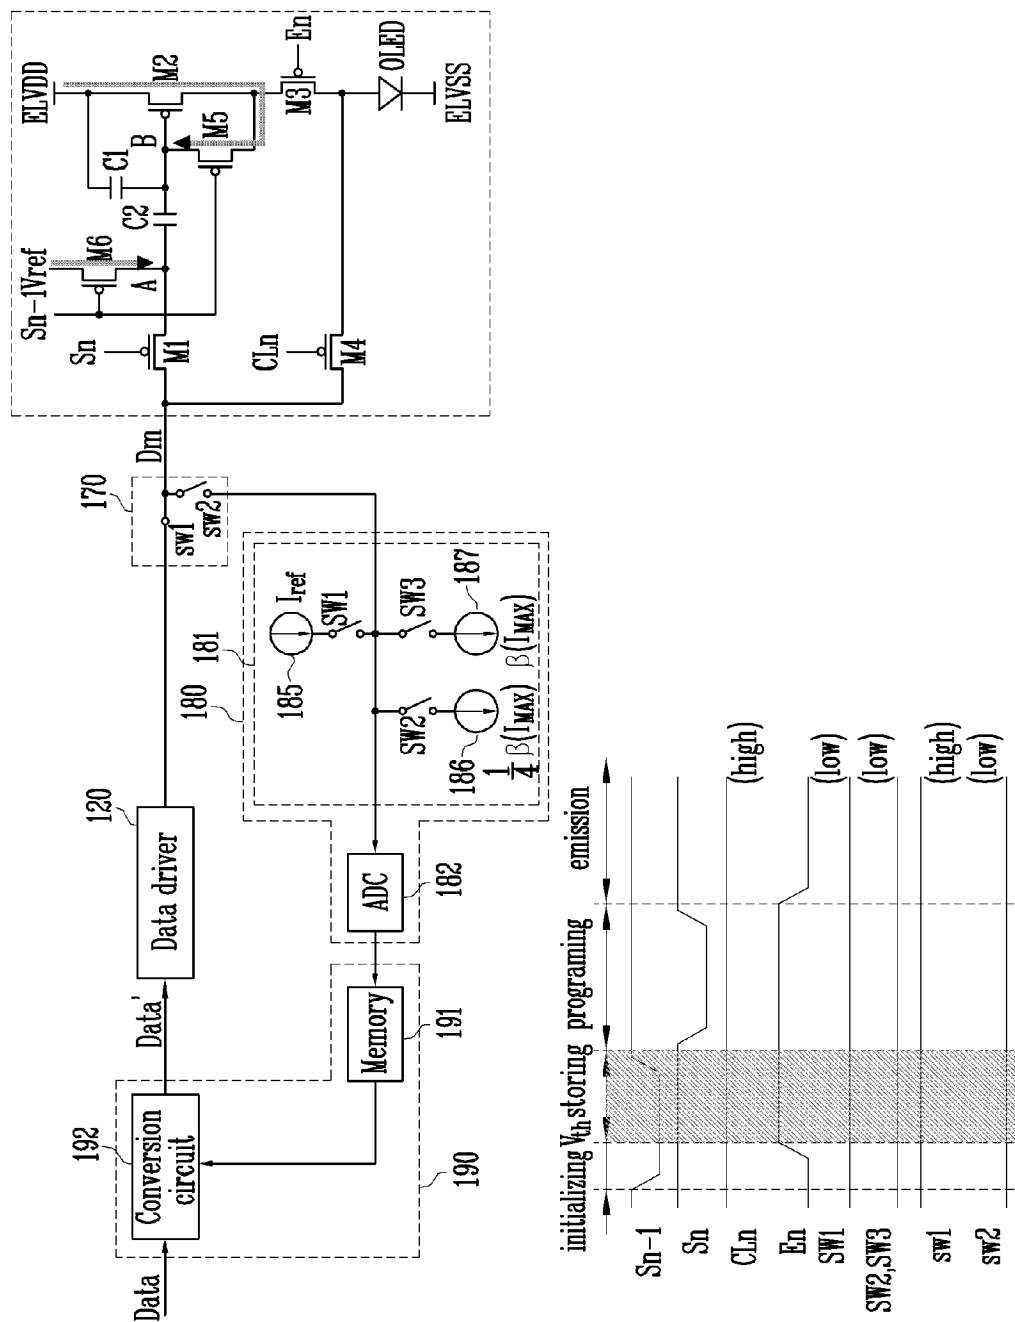 Data
192
Conversion
circuit
Data'
120
Data driver
170
sw1
sw2
Dm
Sn-1
Vref
Sn
M1
M6
A
C2
C1
B
ELVDD
M2
M5
En
M3
OLED
ELVSS
CLn
M4
180
181
185
Iref
SW1
SW2
SW3
186
1/4 β(IMAX)
187
β(IMAX)
ADC
182
Memory
191
190
initializing
Vth storing
programing
emission
Sn-1
Sn
CLn (high)
En
SW1 (low)
SW2,SW3 (low)
sw1 (high)
sw2 (low)